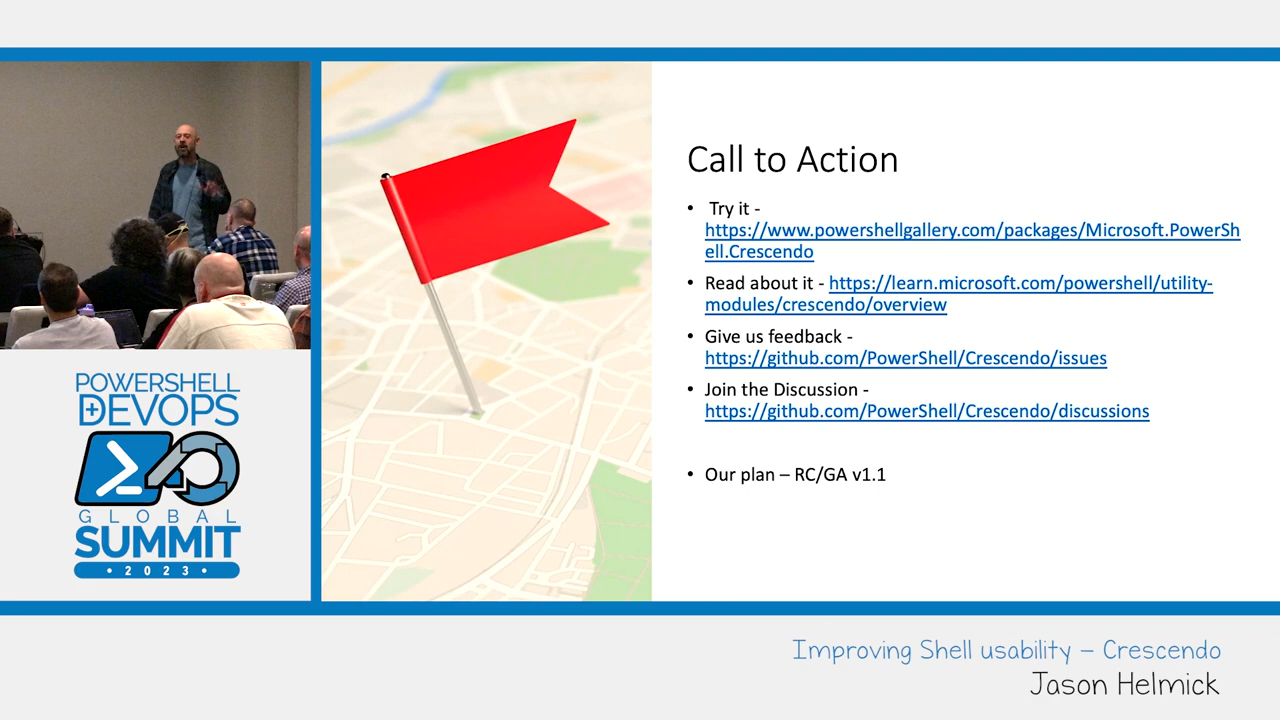 POWERSHELL
+DEVOPS
GLOBAL
SUMMIT
• 2023 •
Call to Action
• Try it -
https://www.powershellgallery.com/packages/Microsoft.PowerSh
ell.Crescendo
• Read about it - https://learn.microsoft.com/powershell/utility-
modules/crescendo/overview
• Give us feedback -
https://github.com/PowerShell/Crescendo/issues
• Join the Discussion -
https://github.com/PowerShell/Crescendo/discussions
• Our plan – RC/GA v1.1
Improving Shell usability – Crescendo
Jason Helmick